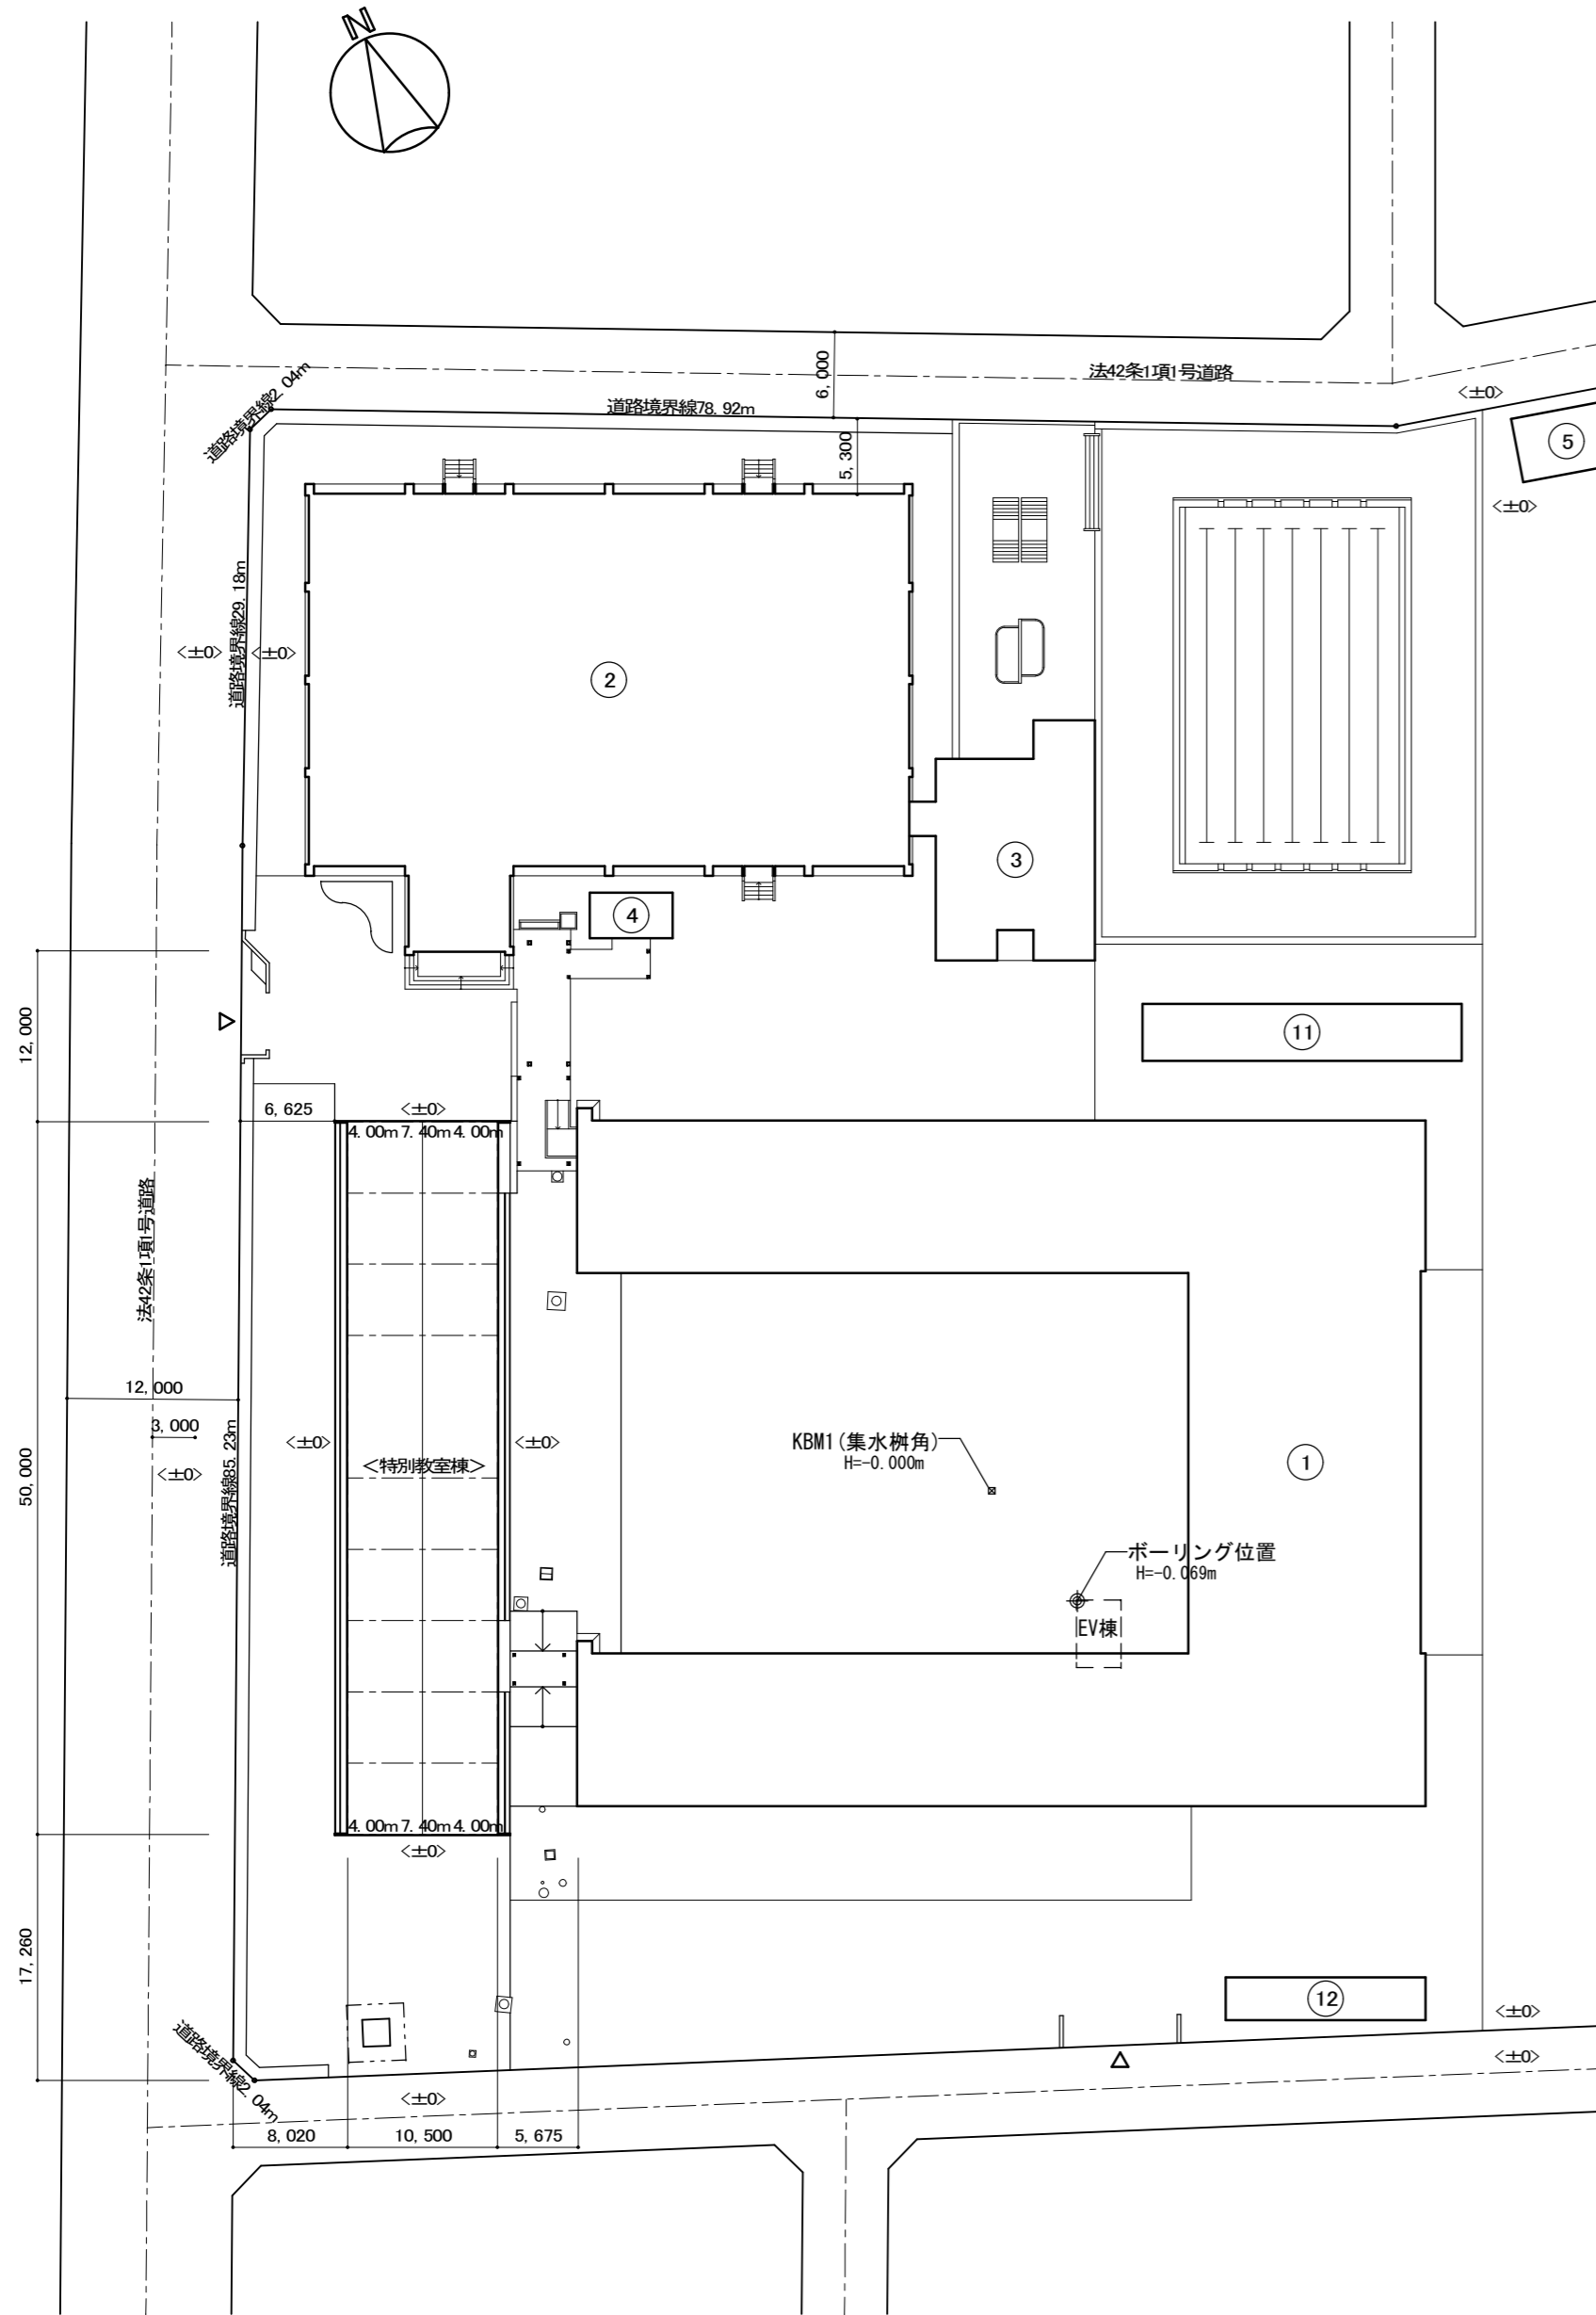 N
道路境界線2.04m
6,000
法42条1項1号道路
<±0>
道路境界線78.92m
5,300
5
<±0>
道路境界線29.18m
<±0>
<±0>
2
3
4
12,000
11
6,625
<±0>
4.00m 7.40m 4.00m
法42条1項1号道路
12,000
3,000
<±0>
道路境界線85.23m
50,000
<±0>
<特別教室棟>
<±0>
KBM1(集水桝角)
H=-0.000m
1
ボーリング位置
H=-0.069m
EV棟
4.00m 7.40m 4.00m
<±0>
17,260
12
<±0>
<±0>
道路境界線2.04m
<±0>
8,020
10,500
5,675